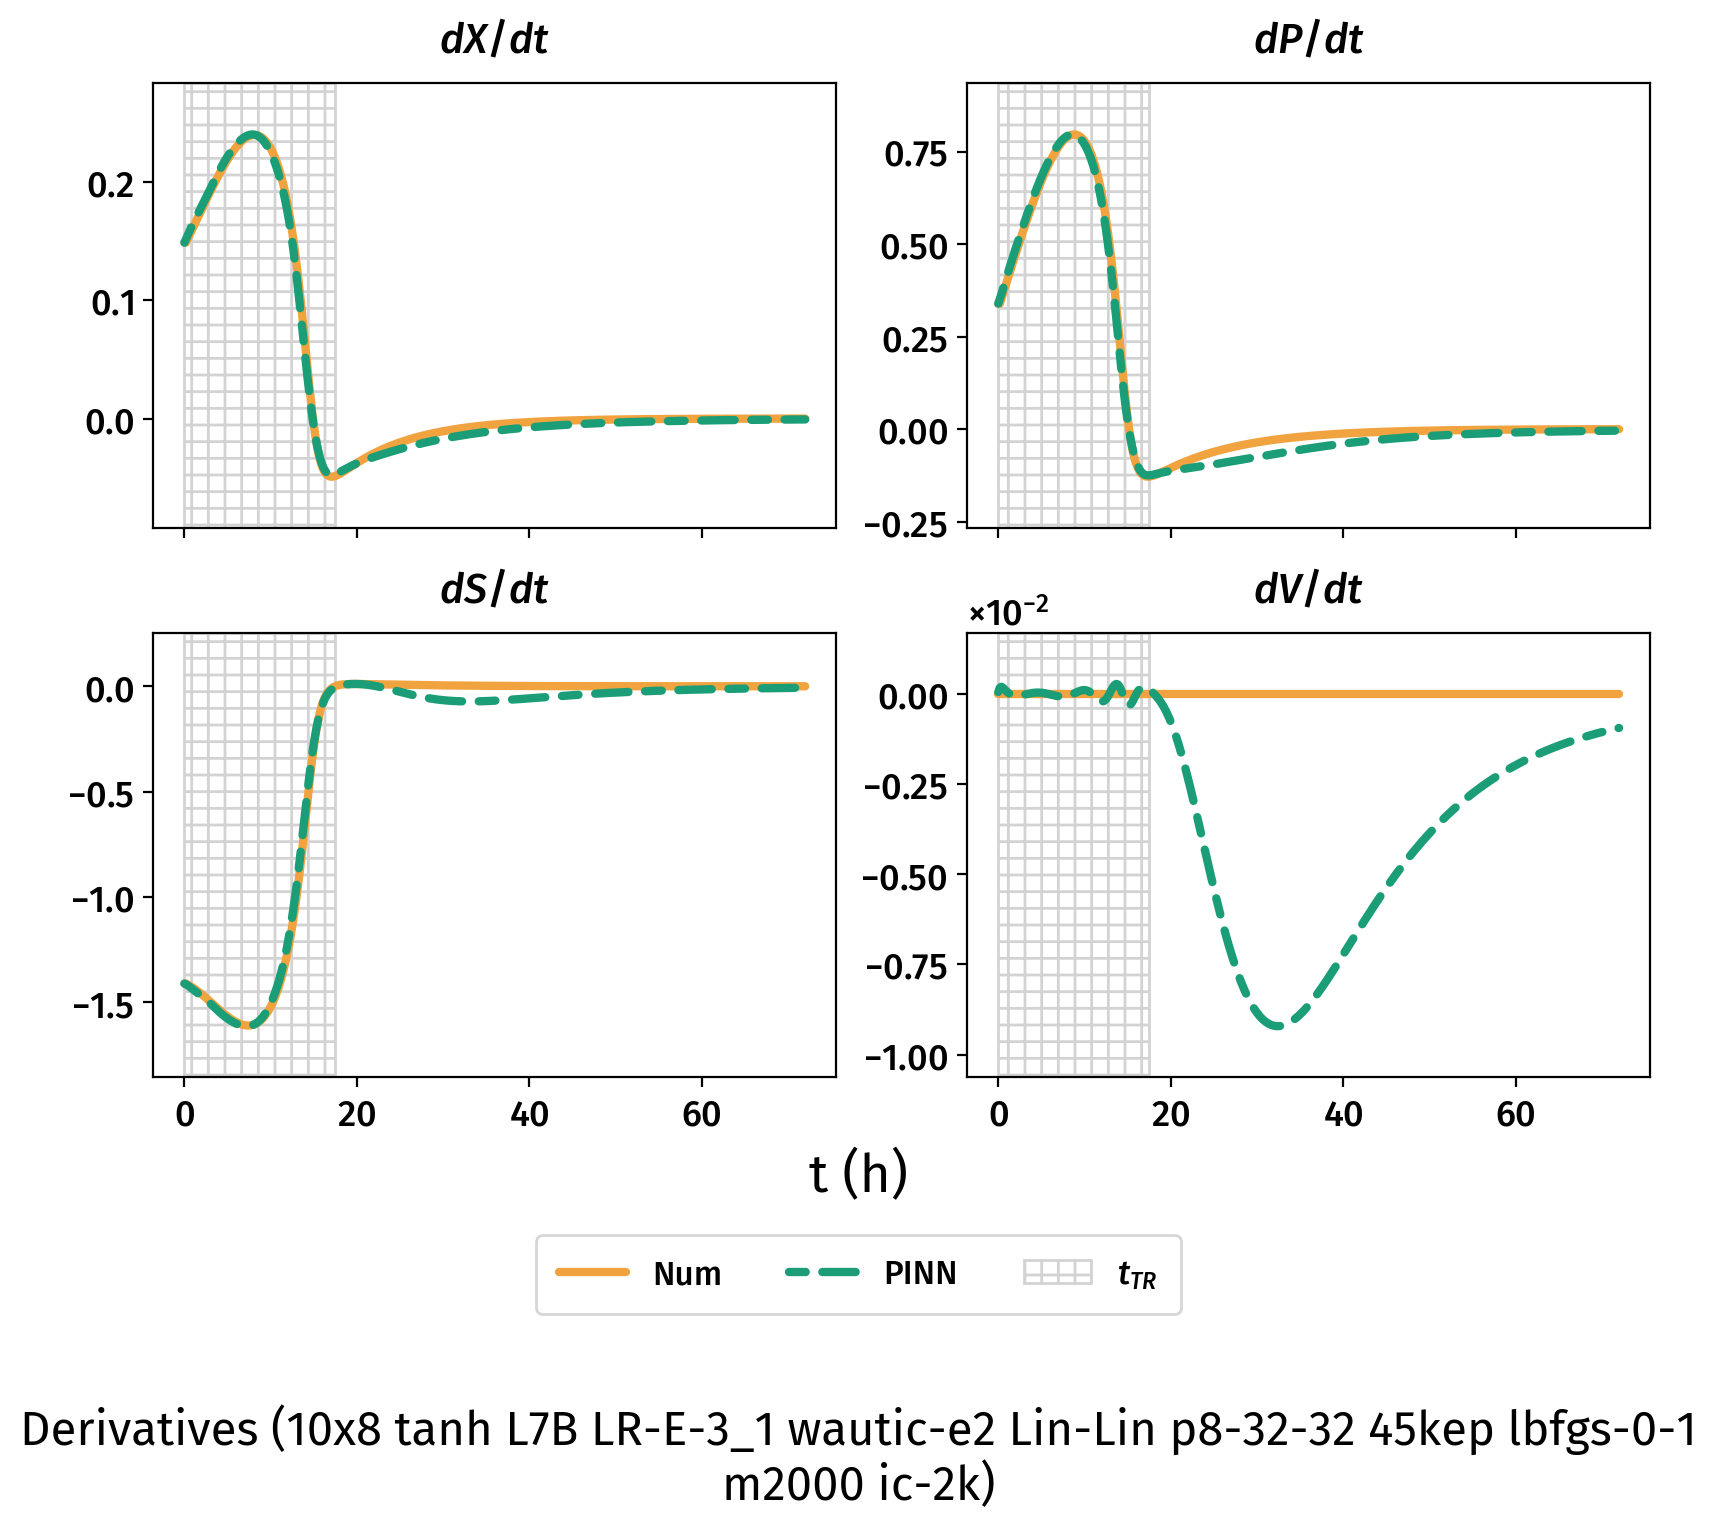 dX/dt
dP/dt
0.2
0.1
0.0
0.75
0.50
0.25
0.00
−0.25
dS/dt
dV/dt
×10⁻²
0.0
−0.5
−1.0
−1.5
0.00
−0.25
−0.50
−0.75
−1.00
0 20 40 60
0 20 40 60
t (h)
Num PINN t_TR
Derivatives (10x8 tanh L7B LR-E-3_1 wautic-e2 Lin-Lin p8-32-32 45kep lbfgs-0-1
m2000 ic-2k)